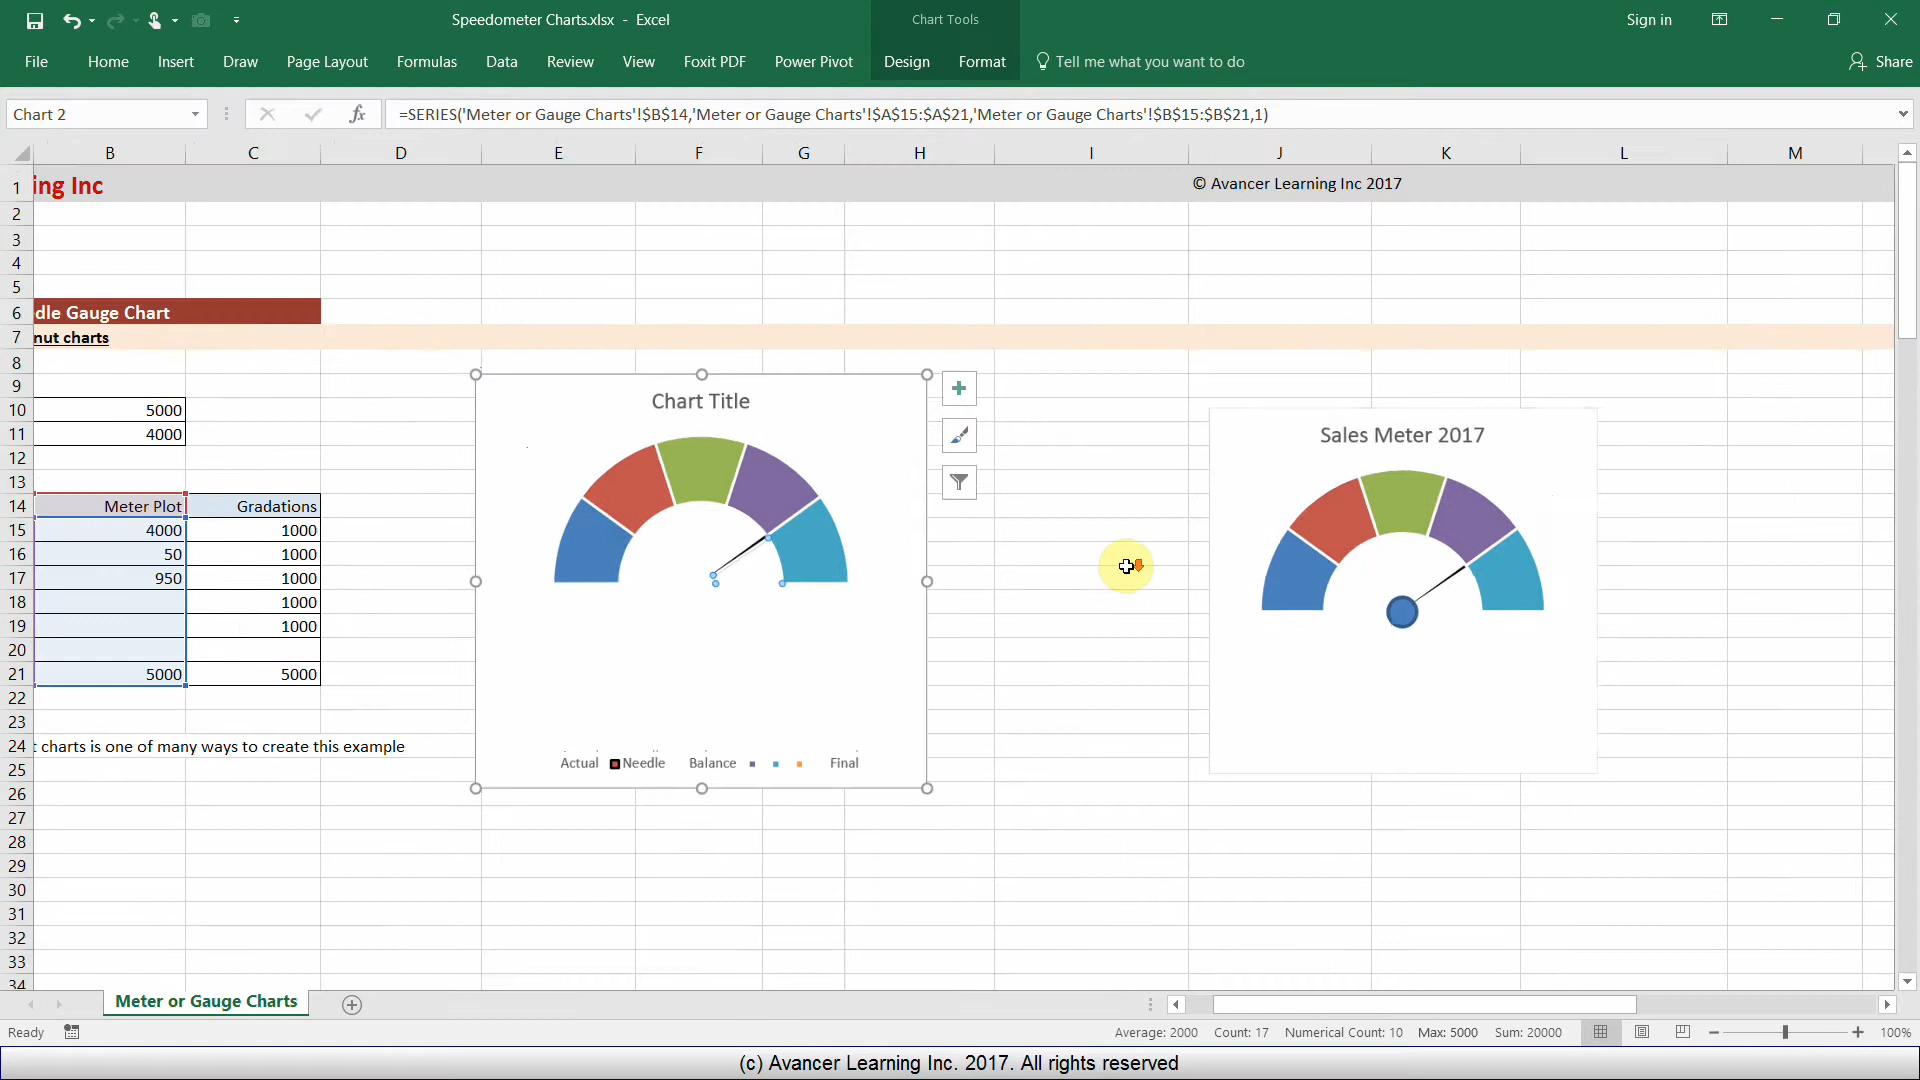 Speedometer Charts.xlsx - Excel
Chart Tools
Sign in
File Home Insert Draw Page Layout Formulas Data Review View Foxit PDF Power Pivot Design Format Tell me what you want to do Share
Chart 2 fx =SERIES('Meter or Gauge Charts'!$B$14,'Meter or Gauge Charts'!$A$15:$A$21,'Meter or Gauge Charts'!$B$15:$B$21,1)
B C D E F G H I J K L M
1 ing Inc © Avancer Learning Inc 2017
2
3
4
5
6 dle Gauge Chart
7 nut charts
8
9
10 5000
11 4000
12
13
14 Meter Plot Gradations
15 4000 1000
16 50 1000
17 950 1000
18 1000
19 1000
20
21 5000 5000
22
23
24 t charts is one of many ways to create this example
25
26
27
28
29
30
31
32
33
34
Chart Title
Actual Needle Balance Final
Sales Meter 2017
Meter or Gauge Charts
Ready Average: 2000 Count: 17 Numerical Count: 10 Max: 5000 Sum: 20000 100%
(c) Avancer Learning Inc. 2017. All rights reserved